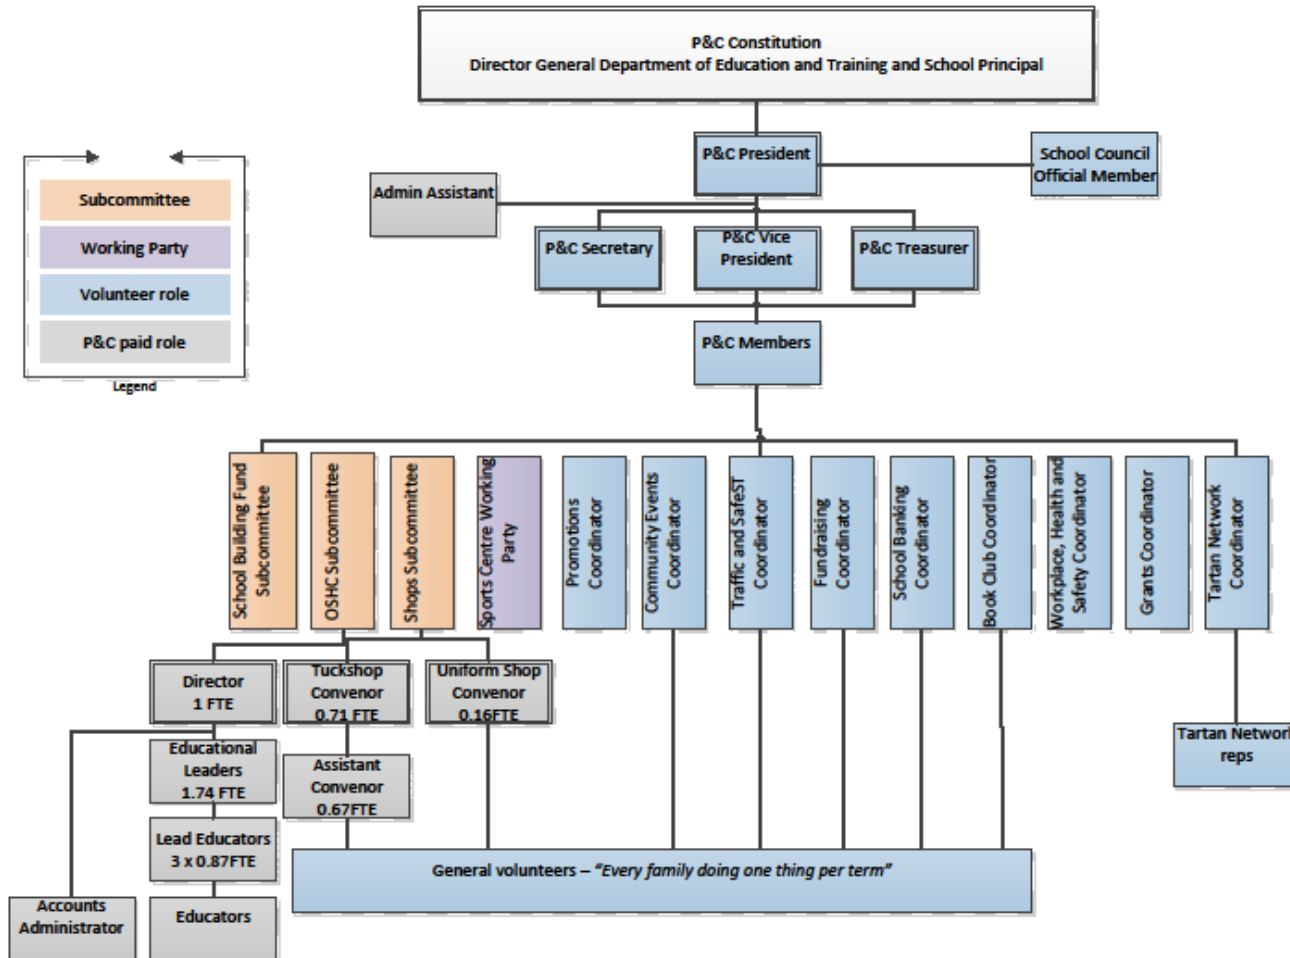 P&C Constitution
Director General Department of Education and Training and School Principal
P&C President
School Council
Official Member
Admin Assistant
P&C Secretary
P&C Vice
President
P&C Treasurer
P&C Members
Subcommittee
Working Party
Volunteer role
P&C paid role
Legend
School Building Fund
Subcommittee
OSHC Subcommittee
Shops Subcommittee
Sports Centre Working
Party
Promotions
Coordinator
Community Events
Coordinator
Traffic and SafeST
Coordinator
Fundraising
Coordinator
School Banking
Coordinator
Book Club Coordinator
Workplace, Health and
Safety Coordinator
Grants Coordinator
Tartan Network
Coordinator
Director
1 FTE
Tuckshop
Convenor
0.71 FTE
Uniform Shop
Convenor
0.16FTE
Educational
Leaders
1.74 FTE
Assistant
Convenor
0.67FTE
Tartan Network
reps
Lead Educators
3 x 0.87FTE
General volunteers – “Every family doing one thing per term”
Accounts
Administrator
Educators